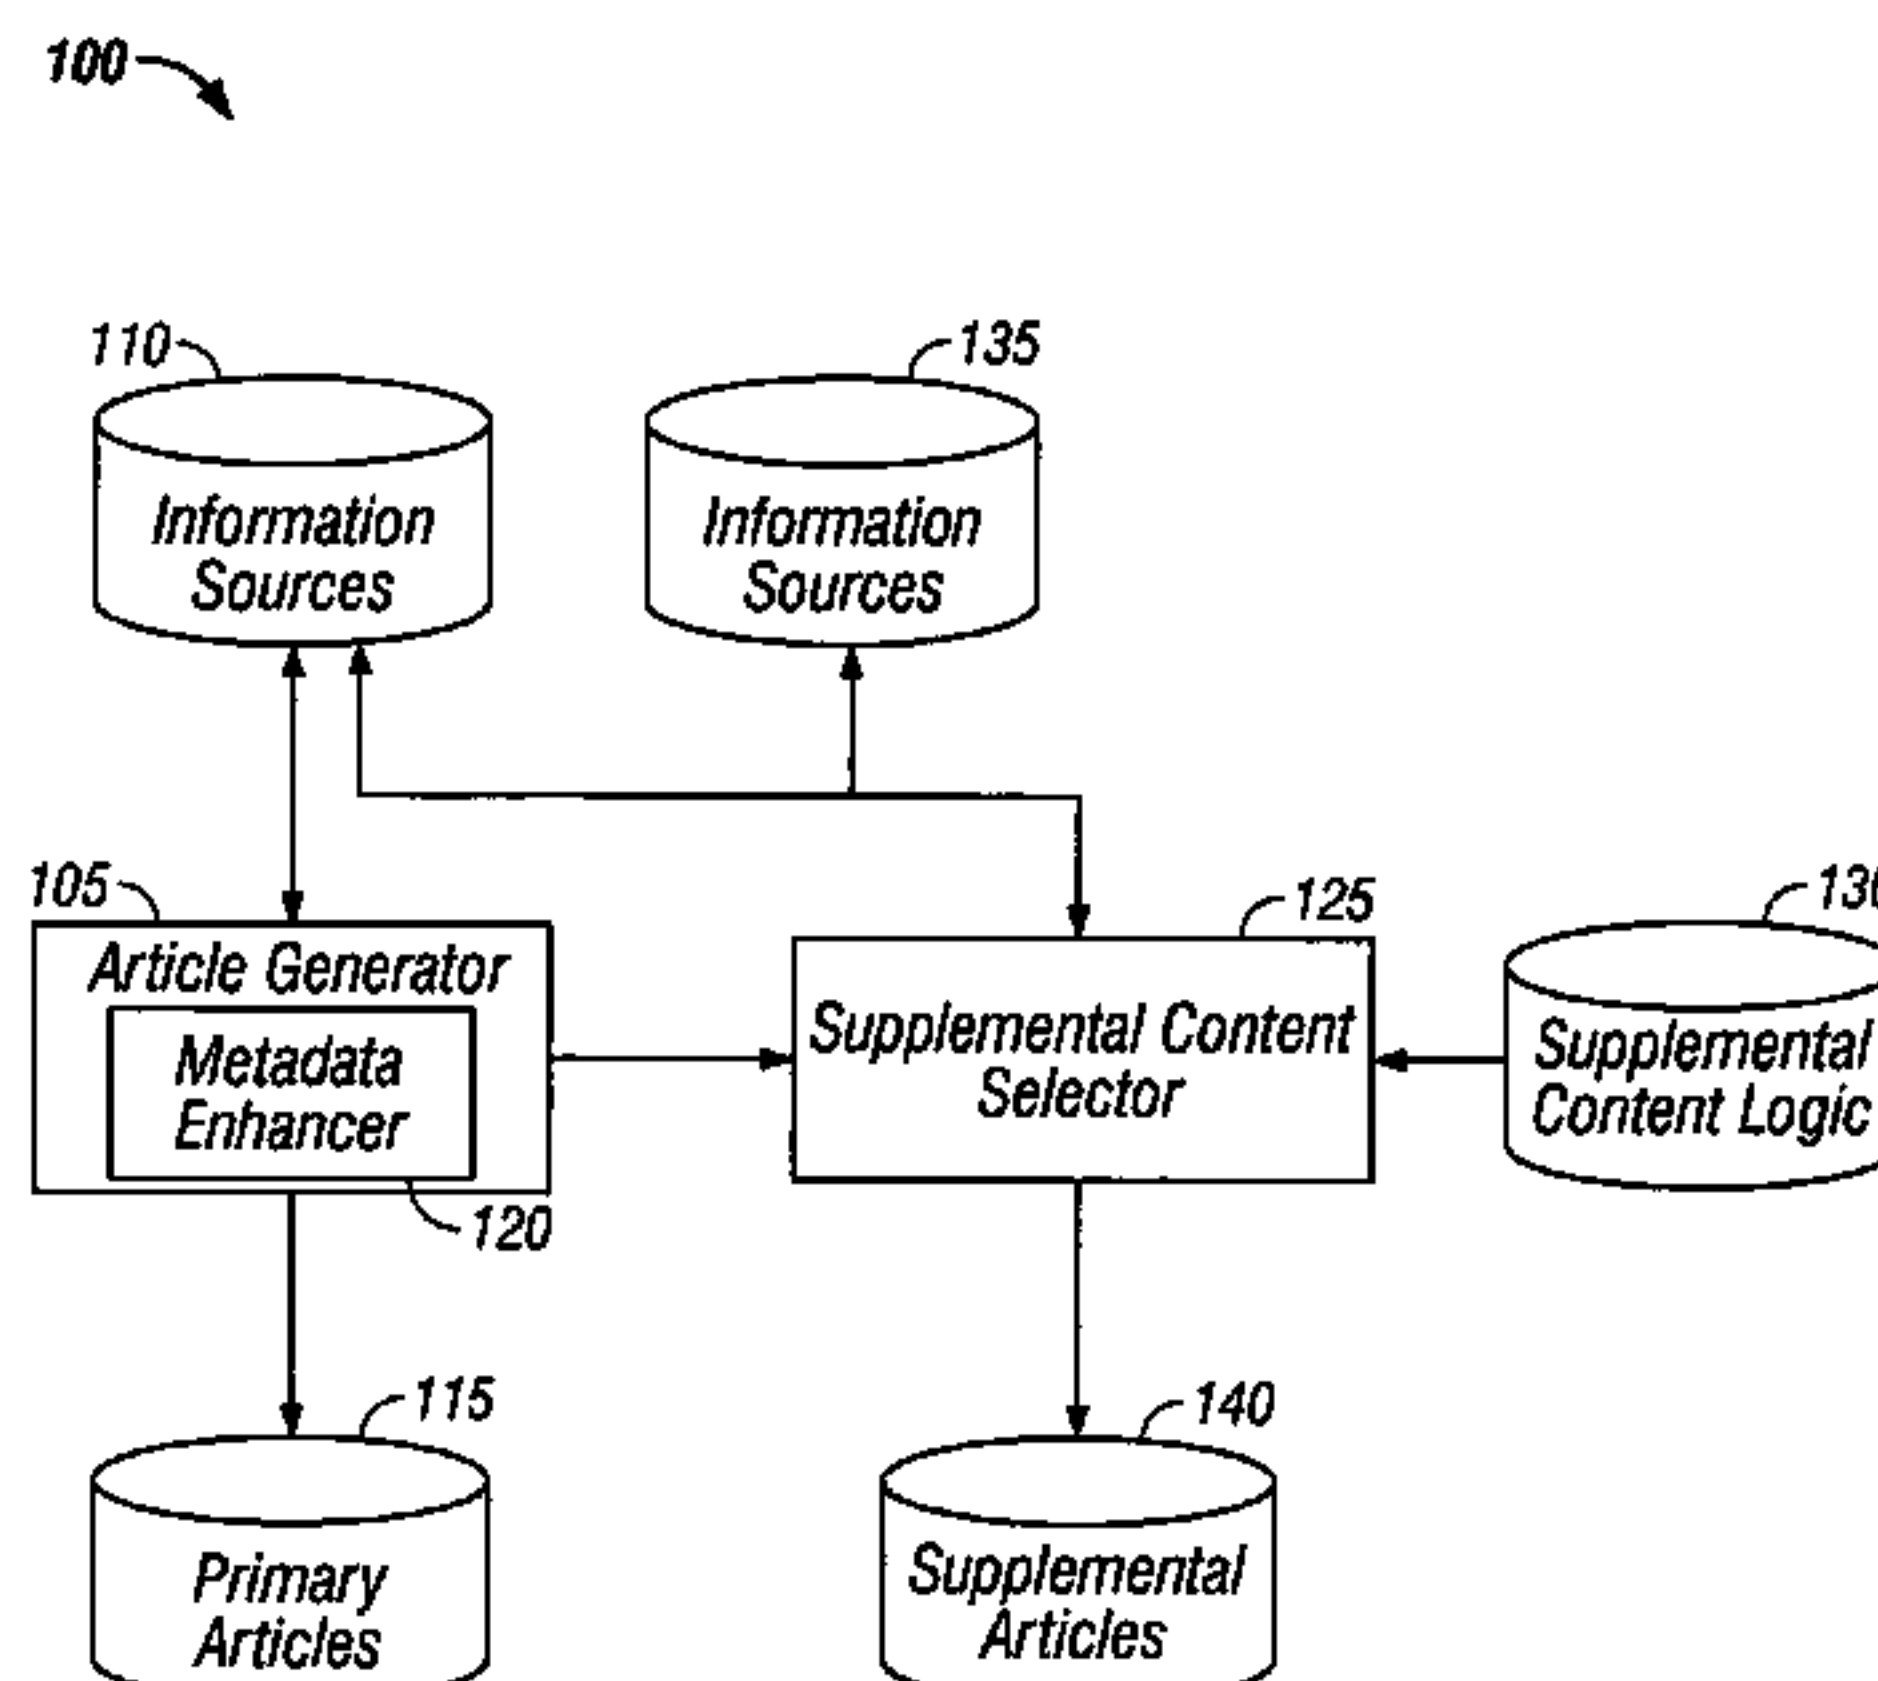 100
110
135
Information
Sources
Information
Sources
105
125
Article Generator
Metadata
Enhancer
120
Supplemental Content
Selector
Supplemental
Content Logic
115
140
Primary
Articles
Supplemental
Articles